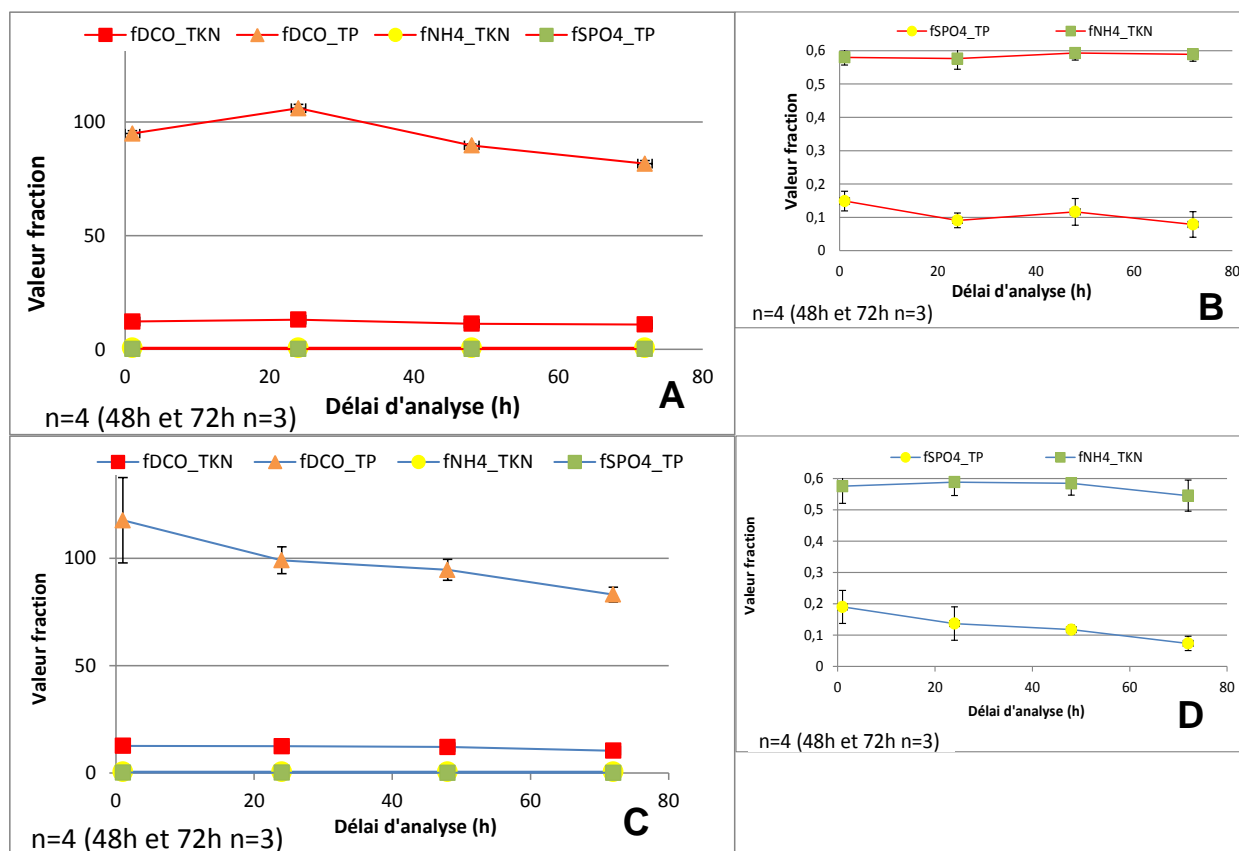 fDCO_TKN fDCO_TP fNH4_TKN fSPO4_TP
Valeur fraction
100
50
0
0 20 40 60 80
Délai d'analyse (h)
n=4 (48h et 72h n=3)
A
fSPO4_TP fNH4_TKN
Valeur fraction
0,6
0,5
0,4
0,3
0,2
0,1
0
0 20 40 60 80
Délai d'analyse (h)
n=4 (48h et 72h n=3)
B
fDCO_TKN fDCO_TP fNH4_TKN fSPO4_TP
Valeur fraction
100
50
0
0 20 40 60 80
Délai d'analyse (h)
n=4 (48h et 72h n=3)
C
fSPO4_TP fNH4_TKN
Valeur fraction
0,6
0,5
0,4
0,3
0,2
0,1
0
0 20 40 60 80
Délai d'analyse (h)
n=4 (48h et 72h n=3)
D